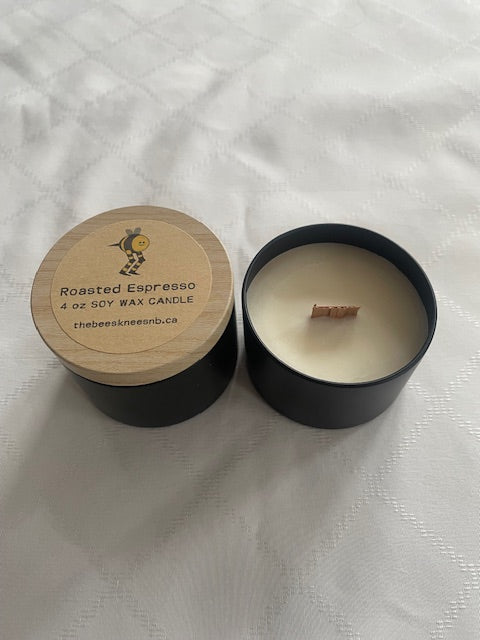 Roasted Espresso
4 oz SOY WAX CANDLE
thebeeskneesnb.ca